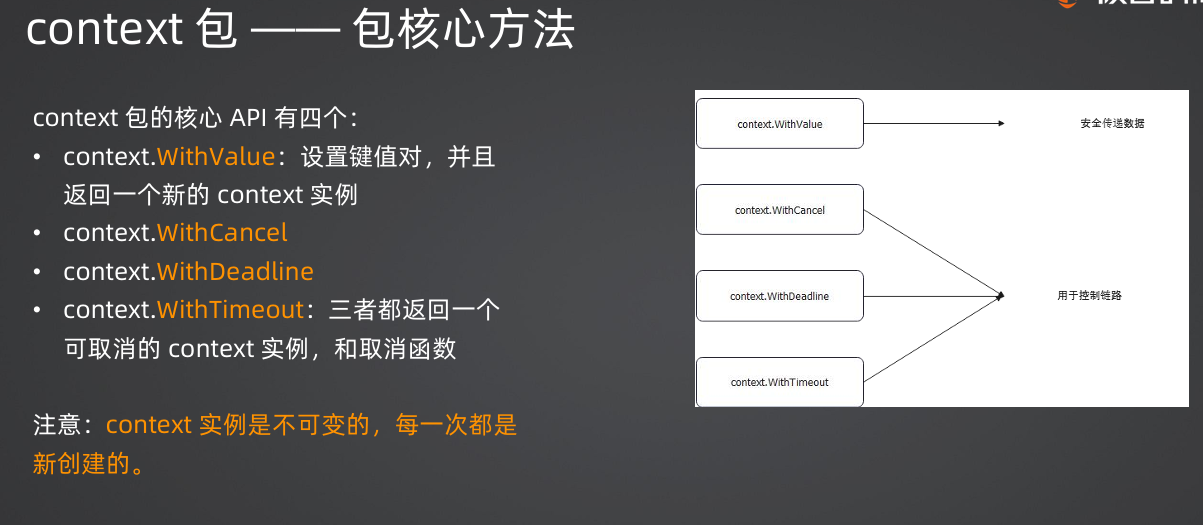 context 包 —— 包核心方法
context 包的核心 API 有四个：
• context.WithValue：设置键值对，并且
返回一个新的 context 实例
• context.WithCancel
• context.WithDeadline
• context.WithTimeout：三者都返回一个
可取消的 context 实例，和取消函数
注意：context 实例是不可变的，每一次都是
新创建的。
context.WithValue
安全传递数据
context.WithCancel
context.WithDeadline
用于控制链路
context.WithTimeout